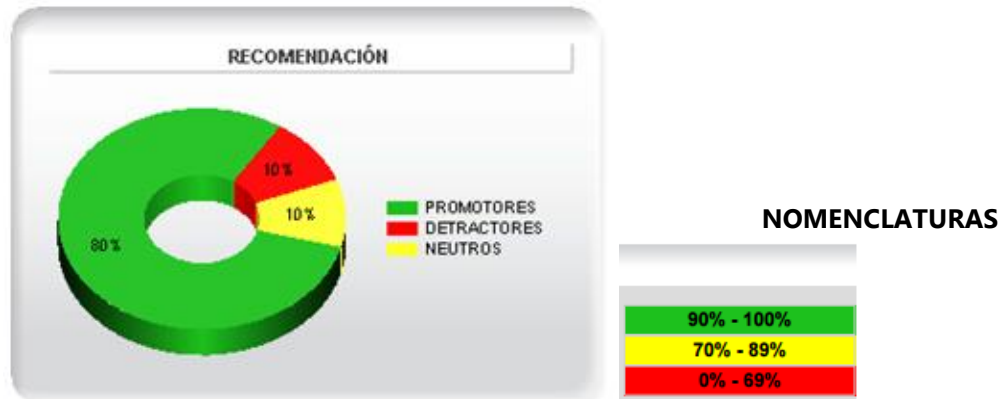 RECOMENDACIÓN
10%
10%
80%
PROMOTORES
DETRACTORES
NEUTROS
NOMENCLATURAS
90% - 100%
70% - 89%
0% - 69%